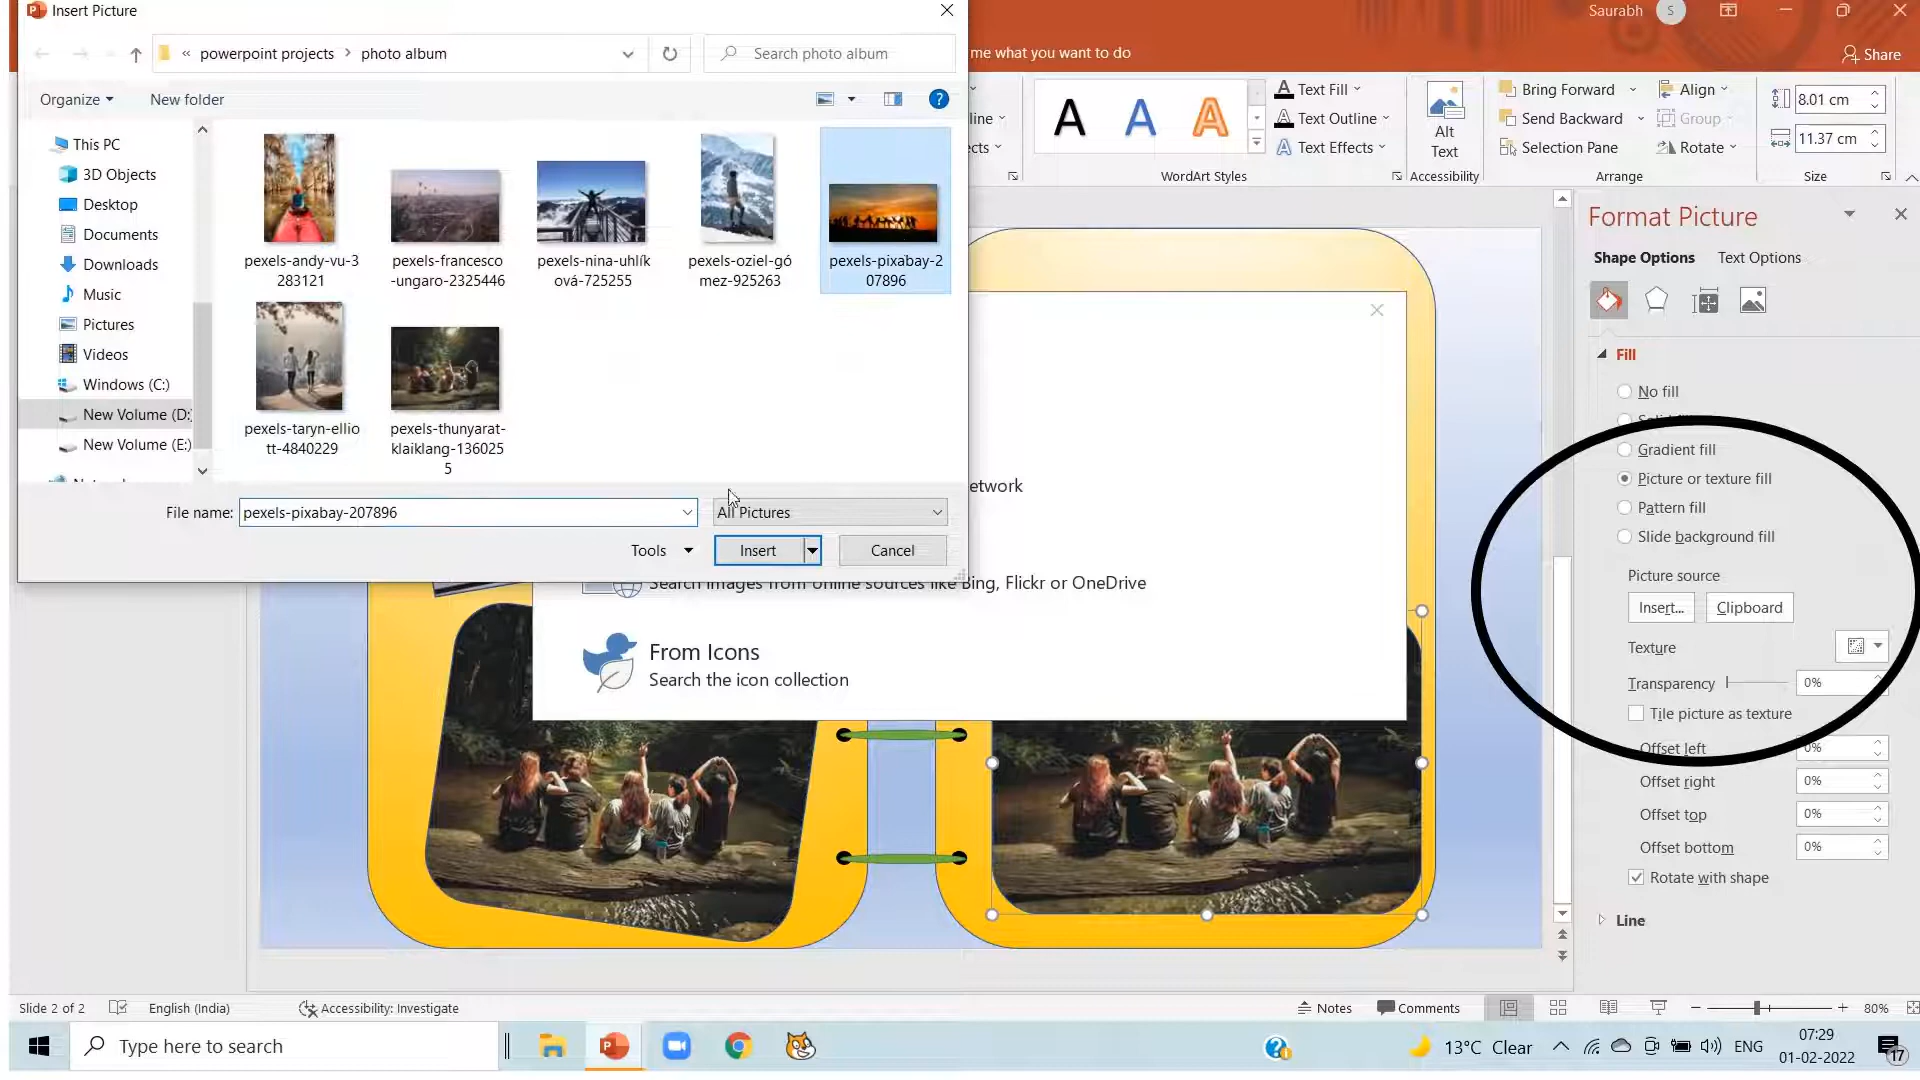 Insert Picture
Saurabh
S
« powerpoint projects › photo album
Search photo album
me what you want to do
Share
Organize
New folder
?
This PC
3D Objects
Desktop
Documents
Downloads
Music
Pictures
Videos
Windows (C:)
New Volume (D:)
New Volume (E:)
pexels-andy-vu-3
283121
pexels-francesco
-ungaro-2325446
pexels-nina-uhlík
ová-725255
pexels-oziel-gó
mez-925263
pexels-pixabay-2
07896
pexels-taryn-ellio
tt-4840229
pexels-thunyarat-
klaiklang-136025
5
File name:
pexels-pixabay-207896
All Pictures
Tools
Insert
Cancel
line
cts
A A A
Text Fill
Text Outline
Text Effects
WordArt Styles
Alt
Text
Accessibility
Bring Forward
Send Backward
Selection Pane
Align
Group
Rotate
Arrange
8.01 cm
11.37 cm
Size
etwork
Search images from online sources like Bing, Flickr or OneDrive
From Icons
Search the icon collection
Format Picture
Shape Options
Text Options
Fill
No fill
Gradient fill
Picture or texture fill
Pattern fill
Slide background fill
Picture source
Insert...
Clipboard
Texture
Transparency
0%
Tile picture as texture
Offset left
0%
Offset right
0%
Offset top
0%
Offset bottom
0%
Rotate with shape
Line
Slide 2 of 2
English (India)
Accessibility: Investigate
Notes
Comments
80%
Type here to search
13°C Clear
ENG
07:29
01-02-2022
17